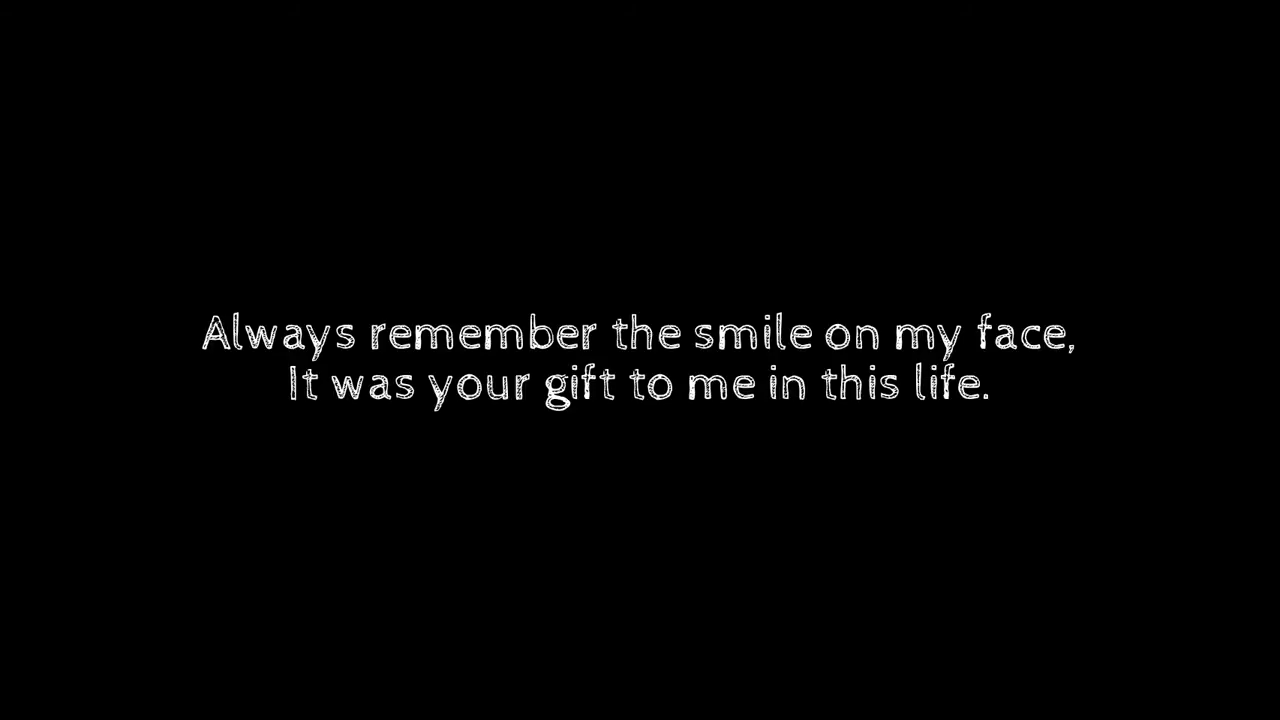 Always remember the smile on my face,
It was your gift to me in this life.